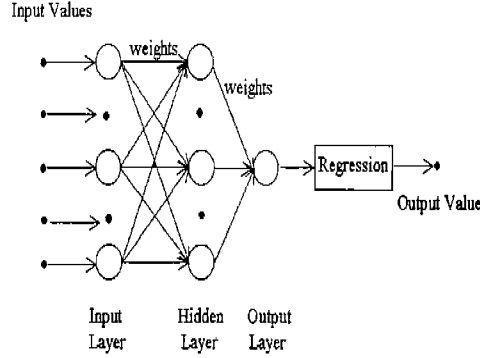 Input Values
weights
weights
Regression
Output Value
Input
Layer
Hidden
Layer
Output
Layer